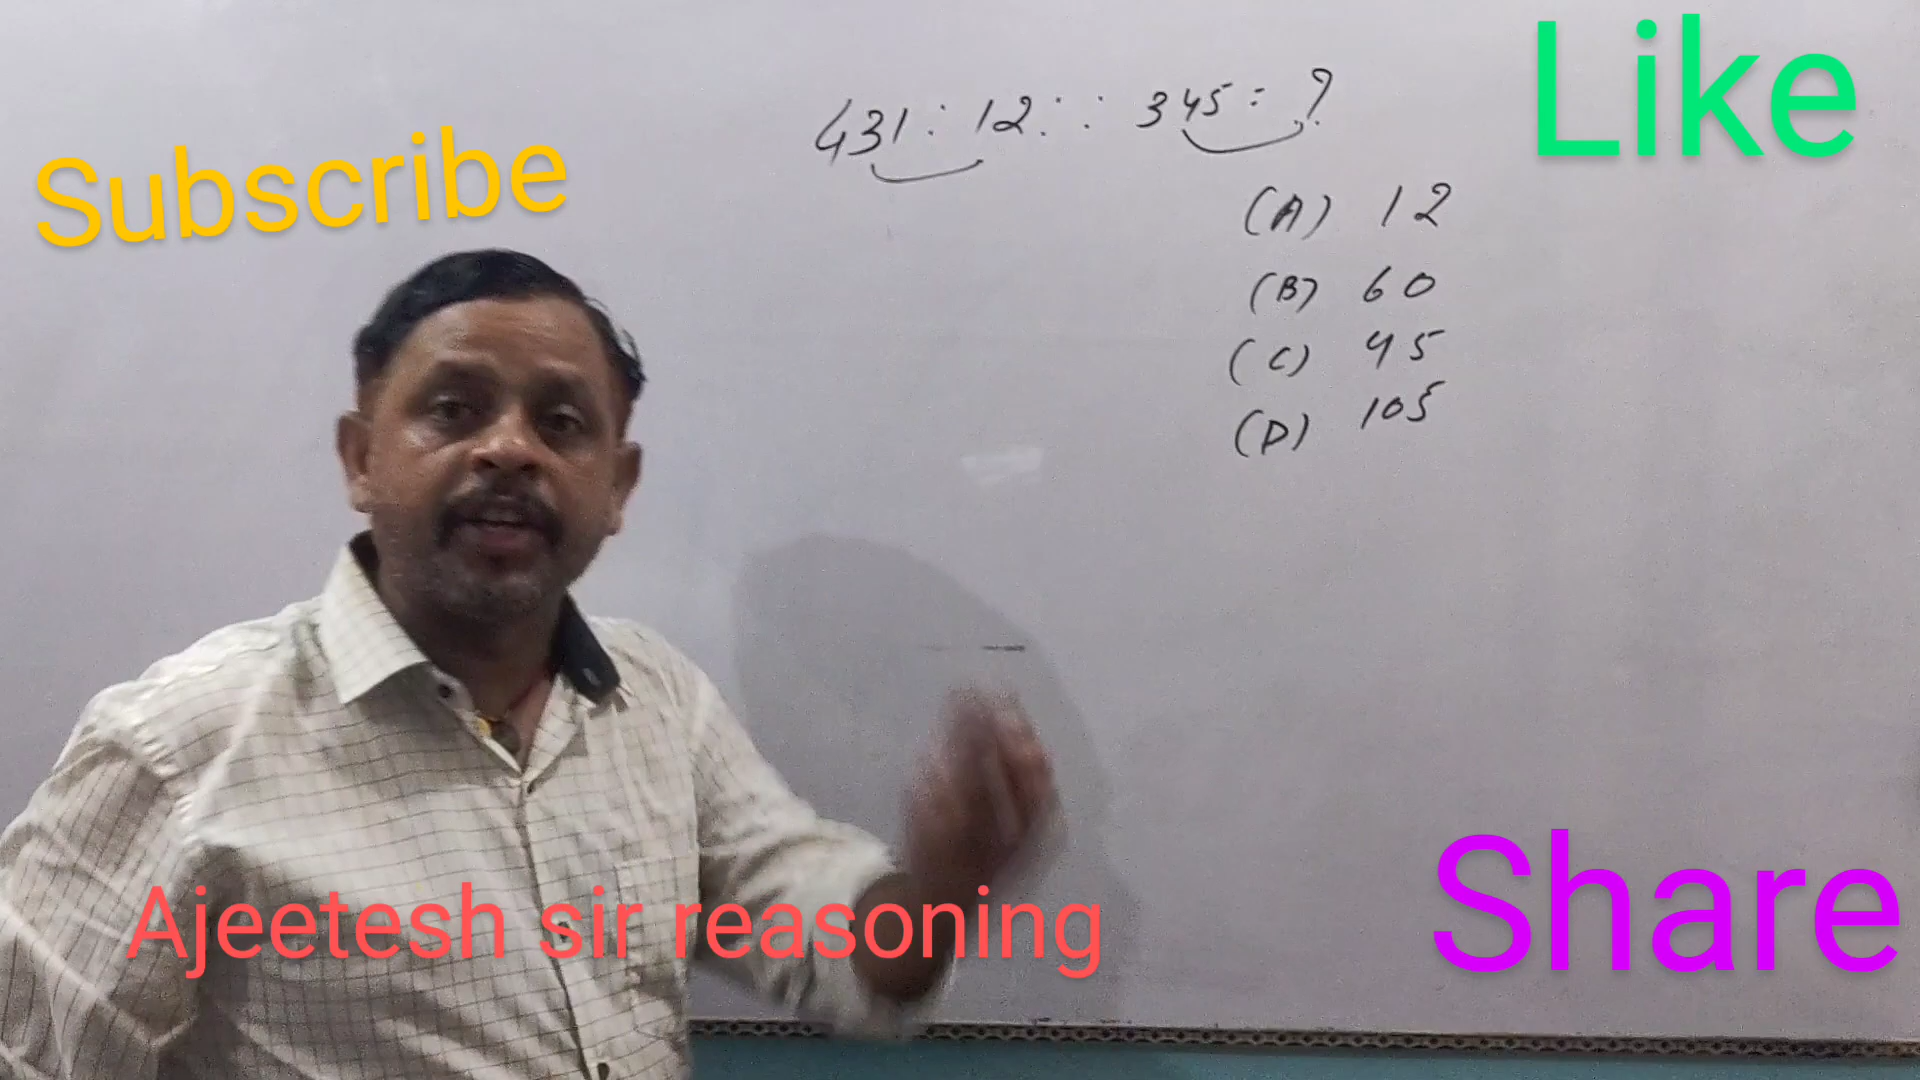 Like
431 : 12 : : 345 : ?
Subscribe
(A) 12
(B) 60
(C) 45
(D) 105
Share
Ajeetesh sir reasoning